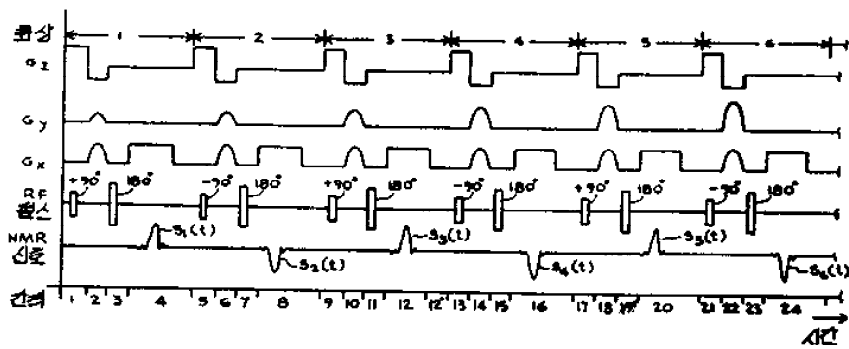 투상 1 2 3 4 5 6
Gz
Gy
Gx
RF 펄스 +90° 180° -90° 180° +90° 180° -90° 180° +90° 180° -90° 180°
NMR 신호 S1(t) S2(t) S3(t) S4(t) S5(t) S6(t)
간격 1 2 3 4 5 6 7 8 9 10 11 12 12' 13 14 15 16 17 18 19 20 21 22 23 24
시간